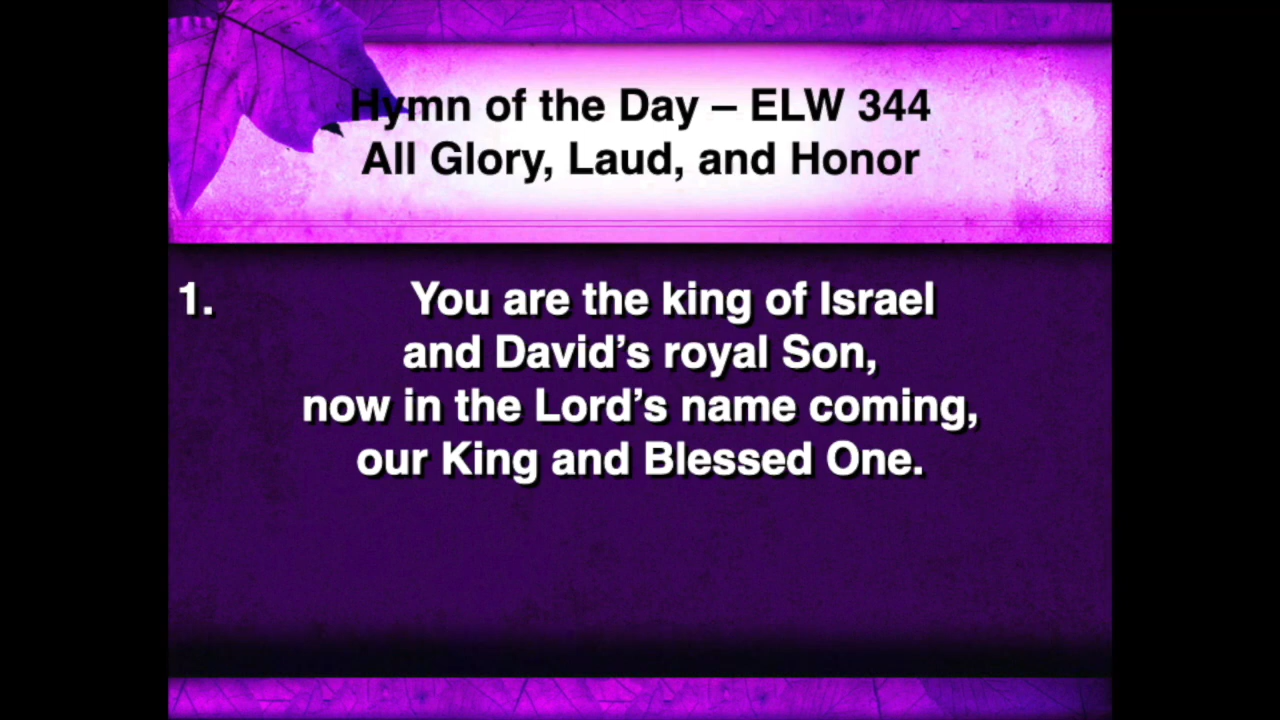 Hymn of the Day – ELW 344
All Glory, Laud, and Honor
1. You are the king of Israel
and David’s royal Son,
now in the Lord’s name coming,
our King and Blessed One.